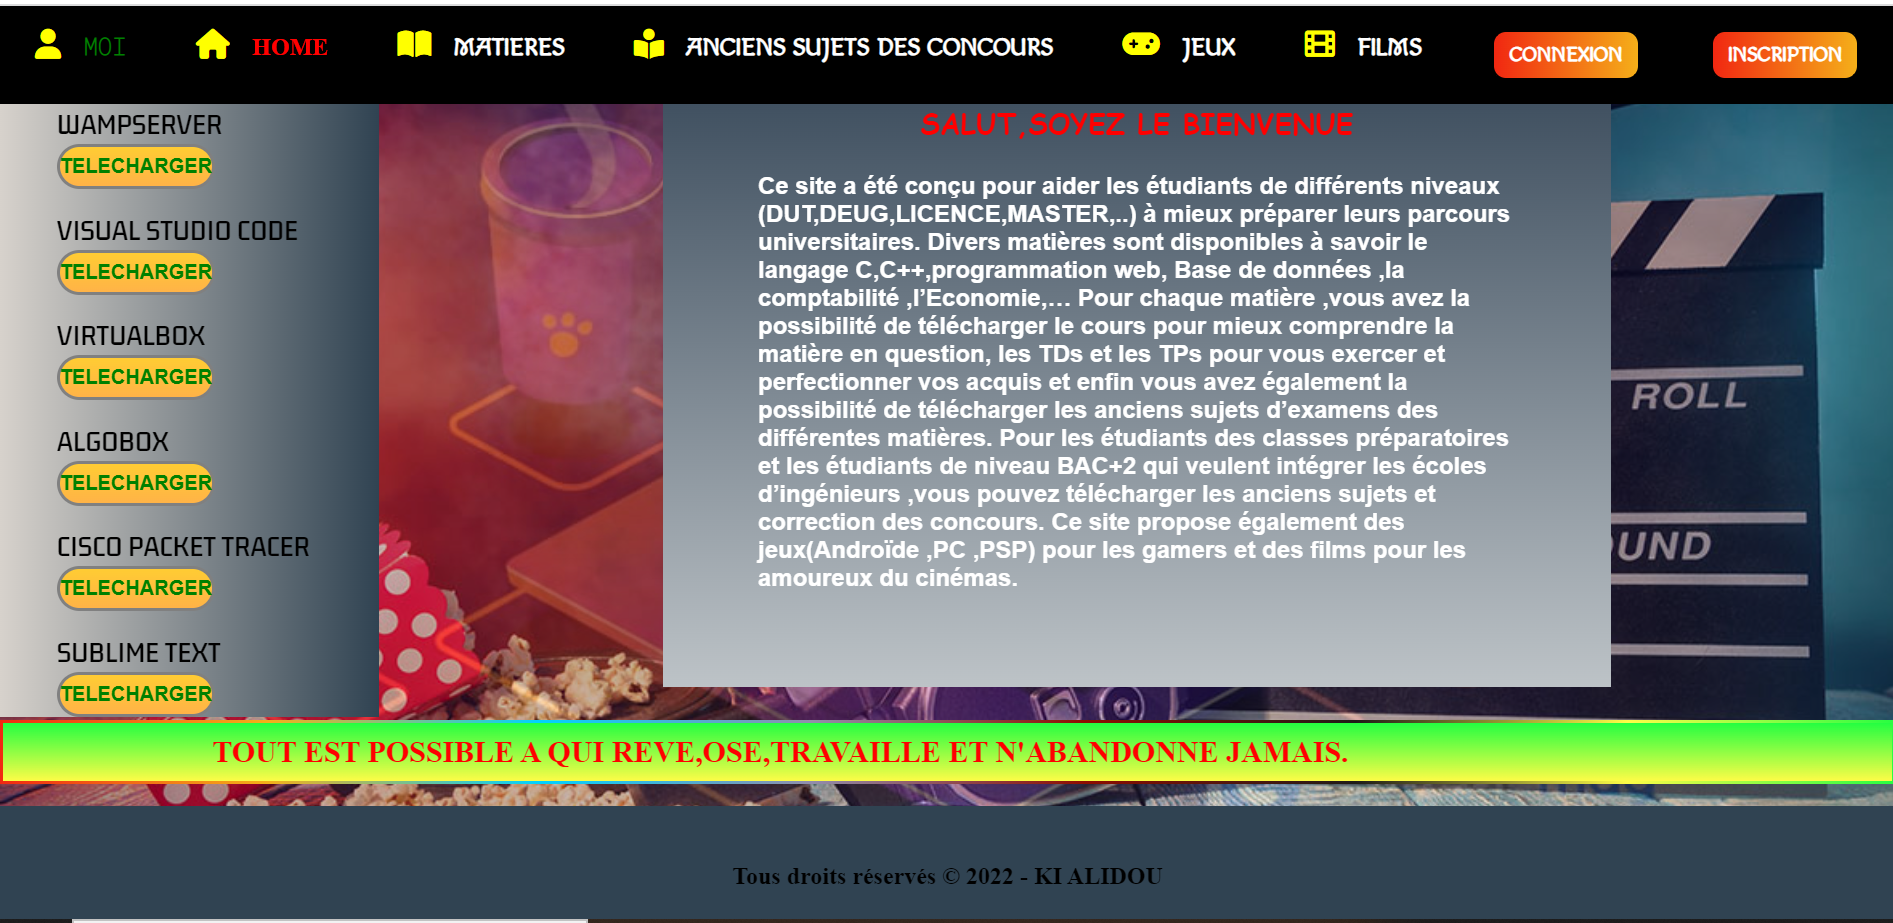 MOI
HOME
MATIERES
ANCIENS SUJETS DES CONCOURS
JEUX
FILMS
CONNEXION
INSCRIPTION
WAMPSERVER
TELECHARGER
VISUAL STUDIO CODE
TELECHARGER
VIRTUALBOX
TELECHARGER
ALGOBOX
TELECHARGER
CISCO PACKET TRACER
TELECHARGER
SUBLIME TEXT
TELECHARGER
SALUT,SOYEZ LE BIENVENUE
Ce site a été conçu pour aider les étudiants de différents niveaux
(DUT,DEUG,LICENCE,MASTER,..) à mieux préparer leurs parcours
universitaires. Divers matières sont disponibles à savoir le
langage C,C++,programmation web, Base de données ,la
comptabilité ,l’Economie,… Pour chaque matière ,vous avez la
possibilité de télécharger le cours pour mieux comprendre la
matière en question, les TDs et les TPs pour vous exercer et
perfectionner vos acquis et enfin vous avez également la
possibilité de télécharger les anciens sujets d’examens des
différentes matières. Pour les étudiants des classes préparatoires
et les étudiants de niveau BAC+2 qui veulent intégrer les écoles
d’ingénieurs ,vous pouvez télécharger les anciens sujets et
correction des concours. Ce site propose également des
jeux(Androïde ,PC ,PSP) pour les gamers et des films pour les
amoureux du cinémas.
ROLL
UND
TOUT EST POSSIBLE A QUI REVE,OSE,TRAVAILLE ET N'ABANDONNE JAMAIS.
Tous droits réservés © 2022 - KI ALIDOU